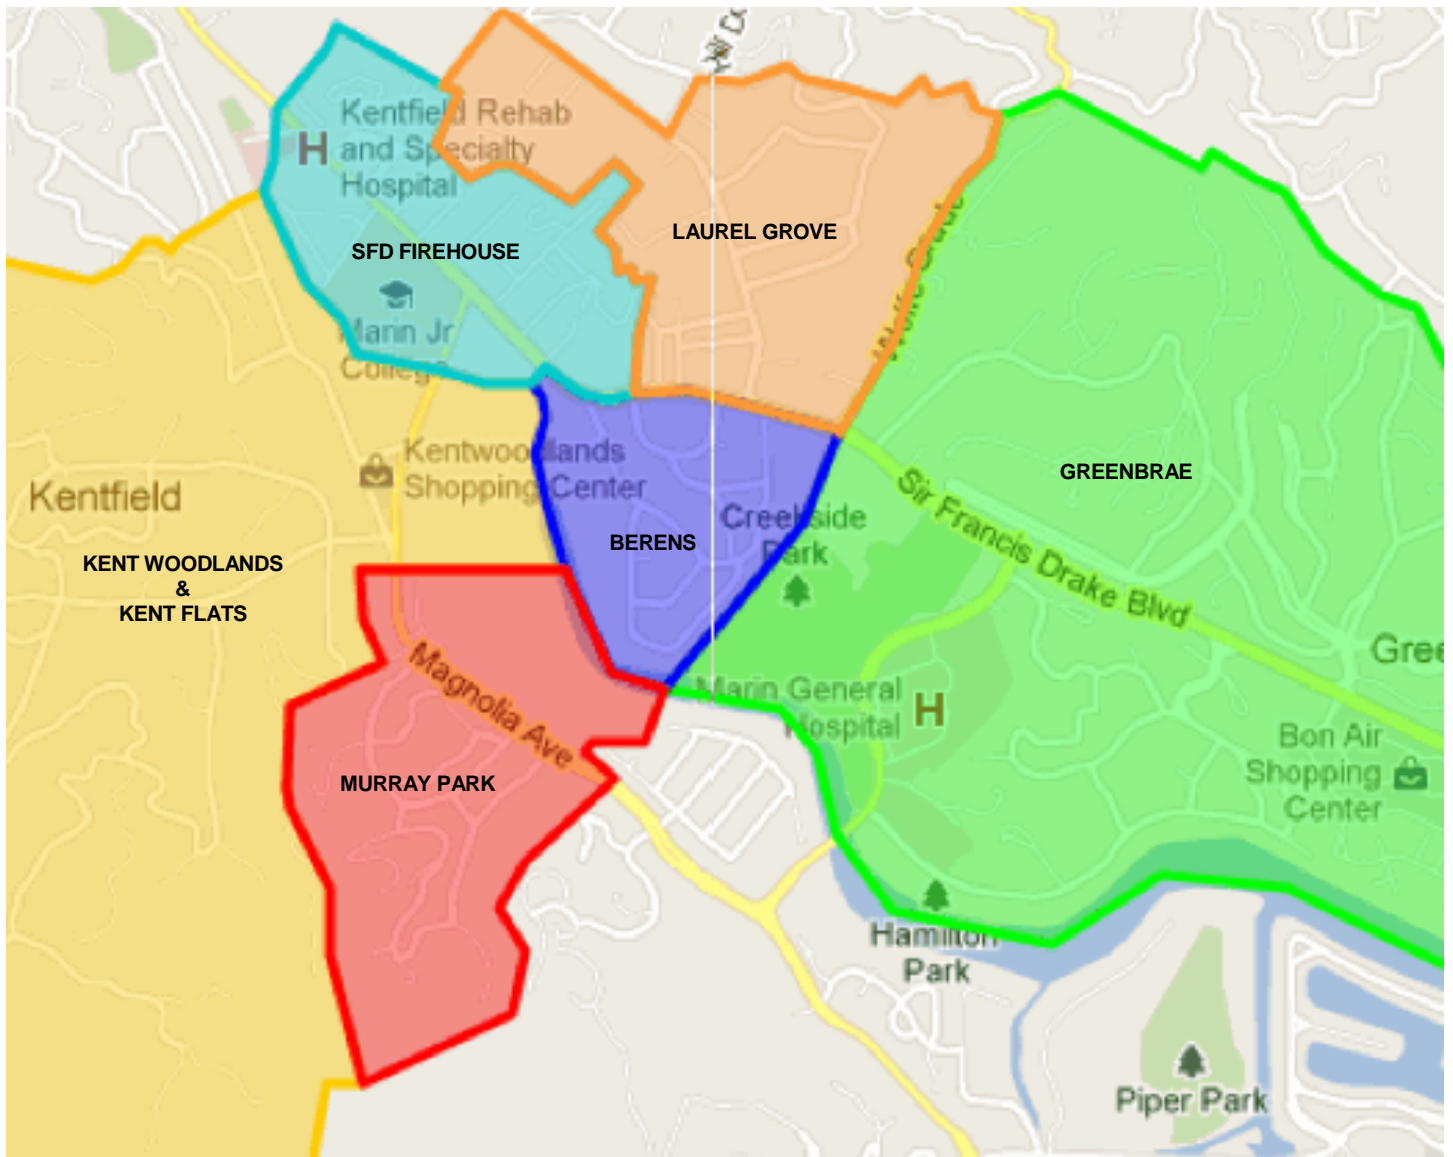 Kentfield Rehab
and Specialty
Hospital
H
SFD FIREHOUSE
LAUREL GROVE
Marin Jr
College
Kentwoodlands
Shopping Center
Kentfield
GREENBRAE
Sir Francis Drake Blvd
Creekside
Park
BERENS
KENT WOODLANDS
&
KENT FLATS
Magnolia Ave
Marin General
Hospital
H
Bon Air
Shopping
Center
MURRAY PARK
Hamilton
Park
Piper Park